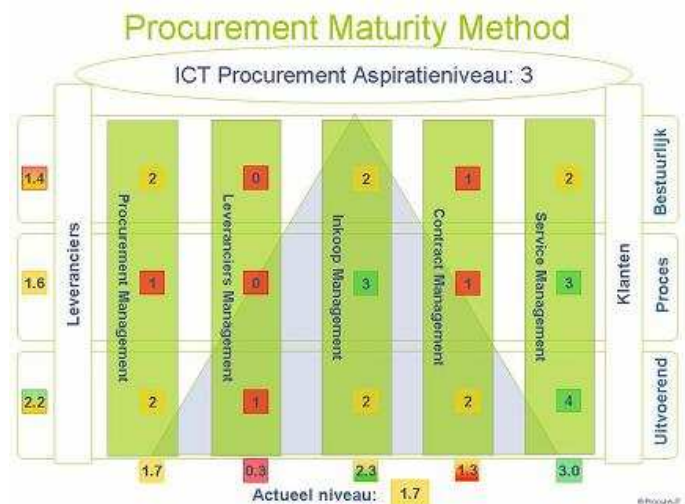 Procurement Maturity Method
ICT Procurement Aspiratieniveau: 3
Leveranciers
Procurement Management
Leveranciers Management
Inkoop Management
Contract Management
Service Management
Klanten
1.4
2
0
2
1
2
Bestuurlijk
1.6
1
0
3
1
3
Proces
2.2
2
1
2
2
4
Uitvoerend
1.7
0.3
2.3
1.3
3.0
Actueel niveau: 1.7